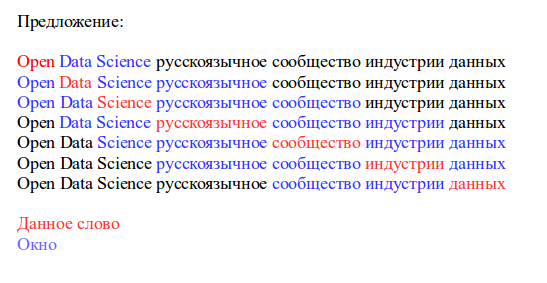 Предложение:
Open Data Science русскоязычное сообщество индустрии данных
Open Data Science русскоязычное сообщество индустрии данных
Open Data Science русскоязычное сообщество индустрии данных
Open Data Science русскоязычное сообщество индустрии данных
Open Data Science русскоязычное сообщество индустрии данных
Open Data Science русскоязычное сообщество индустрии данных
Open Data Science русскоязычное сообщество индустрии данных
Данное слово
Окно